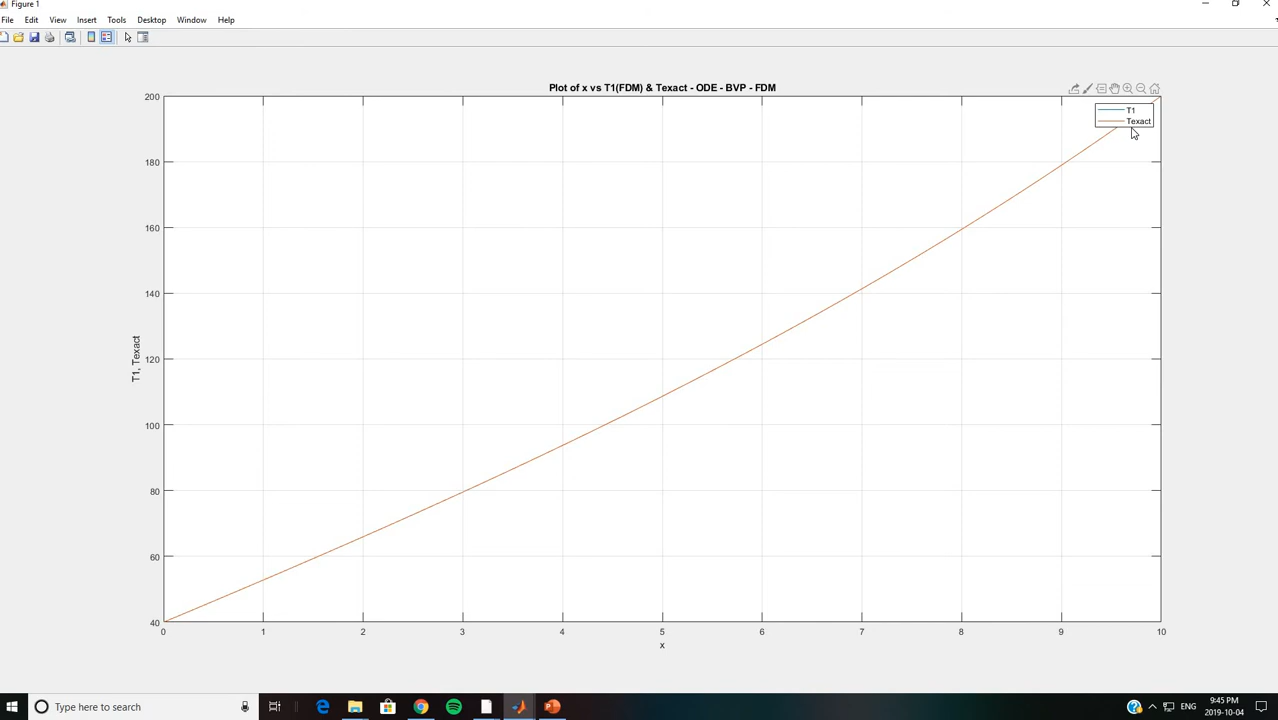 Figure 1
File Edit View Insert Tools Desktop Window Help
Plot of x vs T1(FDM) & Texact - ODE - BVP - FDM
T1
Texact
200
180
160
140
120
100
80
60
40
T1, Texact
0 1 2 3 4 5 6 7 8 9 10
x
Type here to search
ENG
9:45 PM
2019-10-04